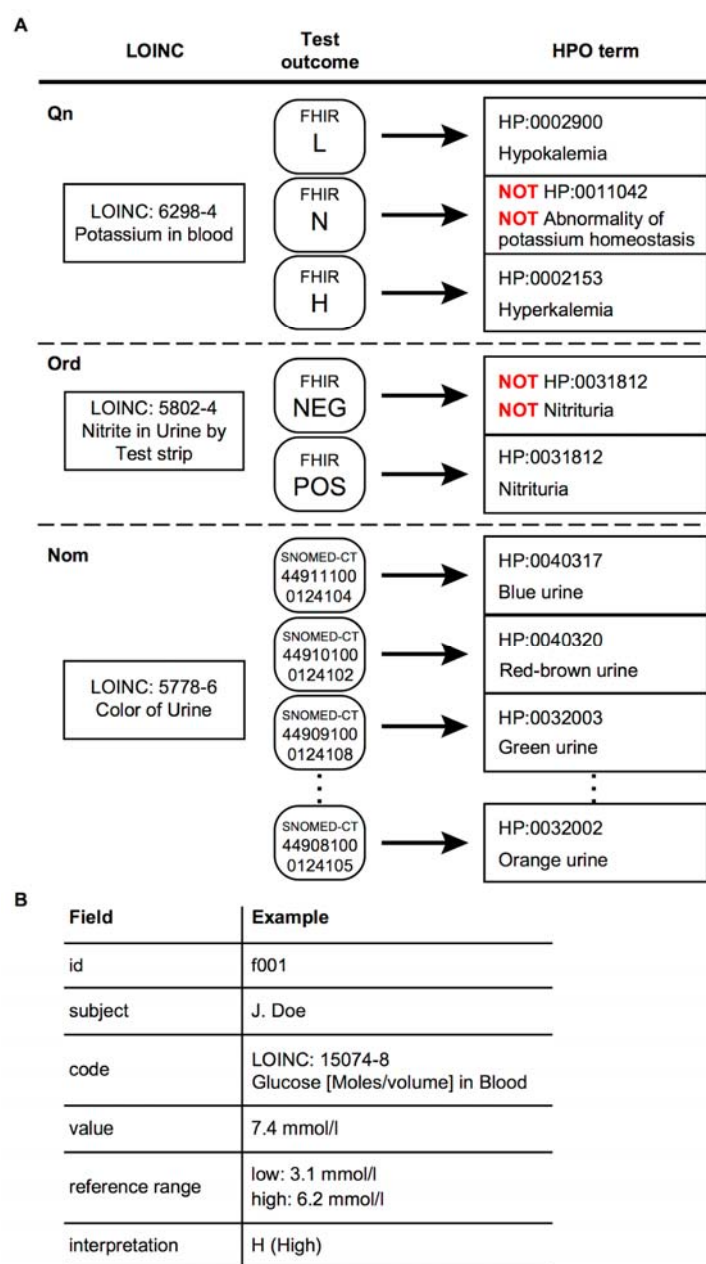 A
LOINC
Test
outcome
HPO term
Qn
LOINC: 6298-4
Potassium in blood
FHIR
L
HP:0002900
Hypokalemia
FHIR
N
NOT HP:0011042
NOT Abnormality of
potassium homeostasis
FHIR
H
HP:0002153
Hyperkalemia
Ord
LOINC: 5802-4
Nitrite in Urine by
Test strip
FHIR
NEG
NOT HP:0031812
NOT Nitrituria
FHIR
POS
HP:0031812
Nitrituria
Nom
LOINC: 5778-6
Color of Urine
SNOMED-CT
44911100
0124104
HP:0040317
Blue urine
SNOMED-CT
44910100
0124102
HP:0040320
Red-brown urine
SNOMED-CT
44909100
0124108
HP:0032003
Green urine
SNOMED-CT
44908100
0124105
HP:0032002
Orange urine
B
Field Example
id f001
subject J. Doe
code
LOINC: 15074-8
Glucose [Moles/volume] in Blood
value 7.4 mmol/l
reference range
low: 3.1 mmol/l
high: 6.2 mmol/l
interpretation H (High)